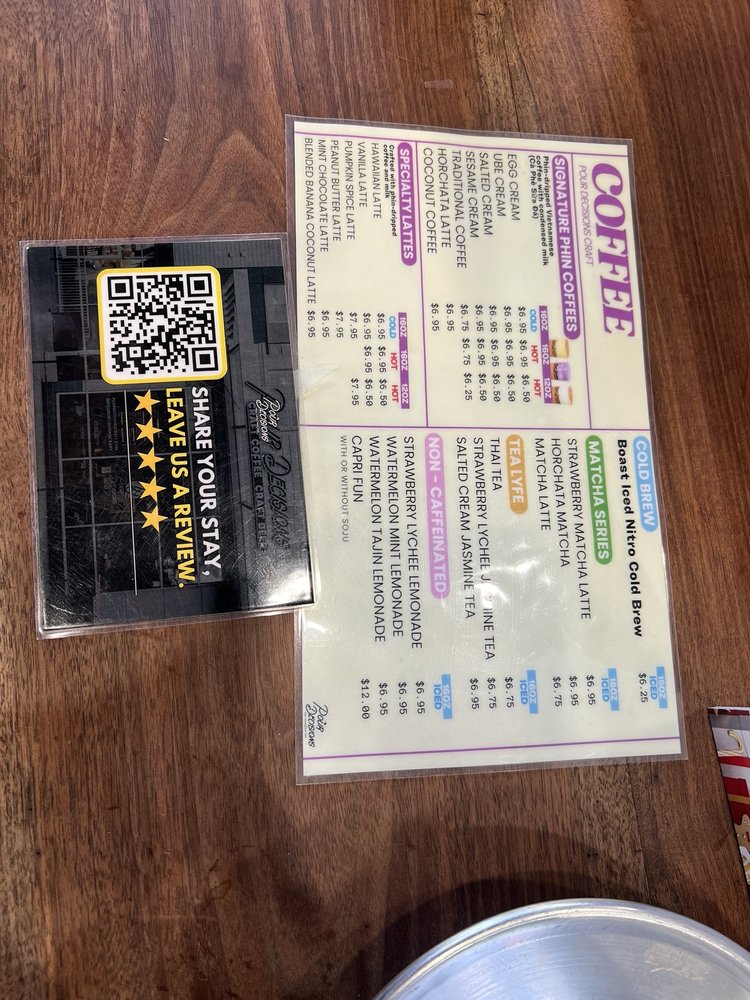 COFFEE
POUR DECISIONS CRAFT
SIGNATURE PHIN COFFEES
Phin-dripped Vietnamese
coffee with condensed milk
(Cà Phê Sữa Đá)
16OZ 16OZ 12OZ
COLD HOT HOT
EGG CREAM $6.95 $6.95 $6.50
UBE CREAM $6.95 $6.95 $6.50
SALTED CREAM $6.95 $6.95 $6.50
SESAME CREAM $6.95 $6.95 $6.50
TRADITIONAL COFFEE $6.75 $6.75 $6.25
HORCHATA LATTE $6.95
COCONUT COFFEE $6.95
SPECIALTY LATTES
Crafted with phin-dripped
coffee and milk
16OZ 16OZ 12OZ
COLD HOT HOT
HAWAIIAN LATTE $6.95 $6.95 $6.50
VANILLA LATTE $6.95 $6.95 $6.50
PUMPKIN SPICE LATTE $7.95 $7.95
PEANUT BUTTER LATTE $7.95
MINT CHOCOLATE LATTE
BLENDED BANANA COCONUT LATTE $6.95
COLD BREW
16OZ
ICED
Boast Iced Nitro Cold Brew $6.25
MATCHA SERIES
16OZ
ICED
STRAWBERRY MATCHA LATTE $6.95
HORCHATA MATCHA $6.95
MATCHA LATTE $6.75
TEA LYFE
16OZ
ICED
THAI TEA $6.75
STRAWBERRY LYCHEE TEA $6.75
SALTED CREAM JASMINE TEA $6.95
NON - CAFFEINATED
16OZ
ICED
STRAWBERRY LYCHEE LEMONADE $6.95
WATERMELON MINT LEMONADE $6.95
WATERMELON TAJIN LEMONADE $6.95
CAPRI FUN $12.00
WITH OR WITHOUT SOJU
DECISIONS
DECISIONS
DECISIONS
CRAFT COFFEE CRAFT BEER
SHARE YOUR STAY,
LEAVE US A REVIEW.